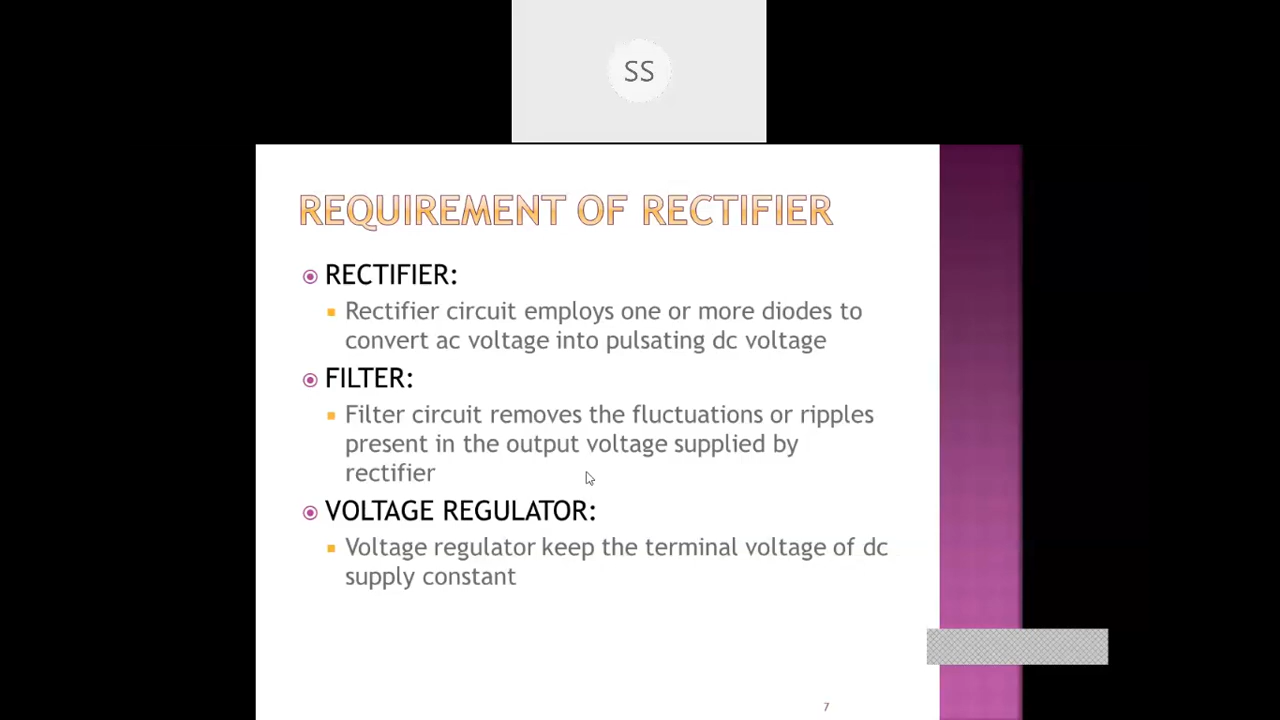 SS
REQUIREMENT OF RECTIFIER
RECTIFIER:
Rectifier circuit employs one or more diodes to
convert ac voltage into pulsating dc voltage
FILTER:
Filter circuit removes the fluctuations or ripples
present in the output voltage supplied by
rectifier
VOLTAGE REGULATOR:
Voltage regulator keep the terminal voltage of dc
supply constant
7